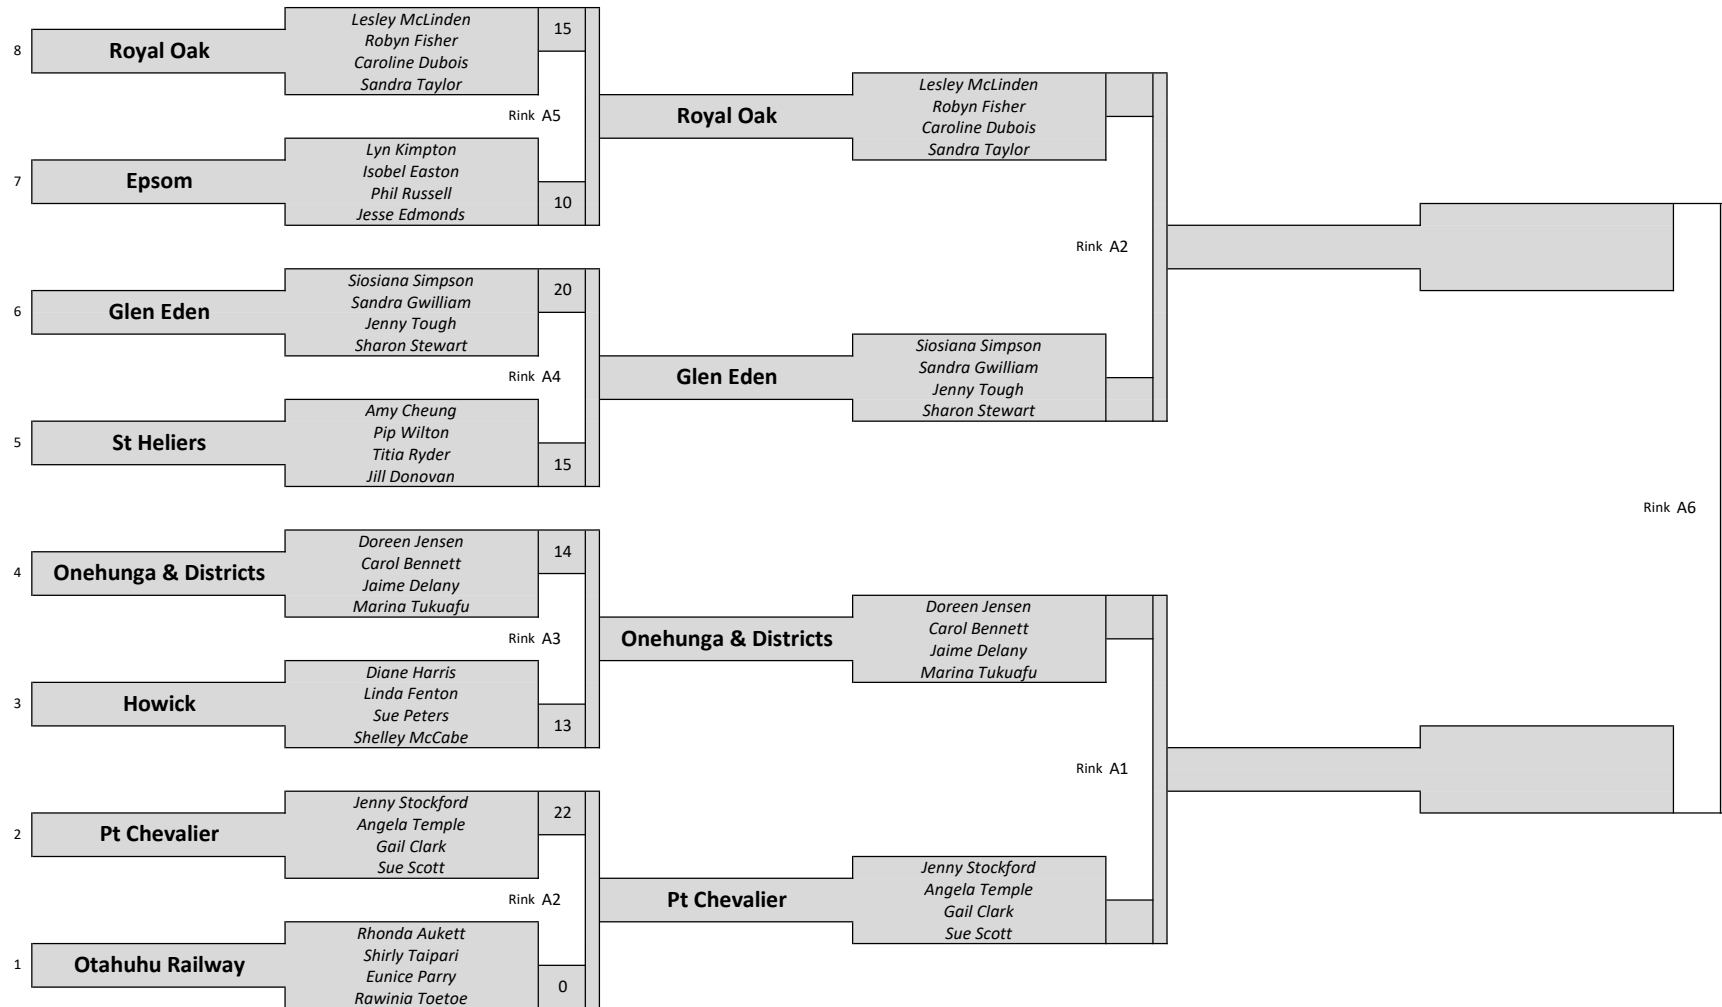 8
Royal Oak
Lesley McLinden
Robyn Fisher
Caroline Dubois
Sandra Taylor
15
Rink A5
7
Epsom
Lyn Kimpton
Isobel Easton
Phil Russell
Jesse Edmonds
10
Royal Oak
Lesley McLinden
Robyn Fisher
Caroline Dubois
Sandra Taylor
Rink A2
6
Glen Eden
Siosiana Simpson
Sandra Gwilliam
Jenny Tough
Sharon Stewart
20
Rink A4
5
St Heliers
Amy Cheung
Pip Wilton
Titia Ryder
Jill Donovan
15
Glen Eden
Siosiana Simpson
Sandra Gwilliam
Jenny Tough
Sharon Stewart
Rink A6
4
Onehunga & Districts
Doreen Jensen
Carol Bennett
Jaime Delany
Marina Tukuafu
14
Rink A3
3
Howick
Diane Harris
Linda Fenton
Sue Peters
Shelley McCabe
13
Onehunga & Districts
Doreen Jensen
Carol Bennett
Jaime Delany
Marina Tukuafu
Rink A1
2
Pt Chevalier
Jenny Stockford
Angela Temple
Gail Clark
Sue Scott
22
Rink A2
1
Otahuhu Railway
Rhonda Aukett
Shirly Taipari
Eunice Parry
Rawinia Toetoe
0
Pt Chevalier
Jenny Stockford
Angela Temple
Gail Clark
Sue Scott